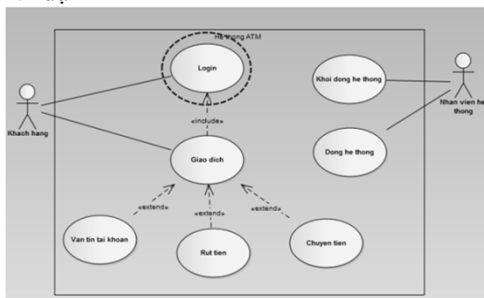 He thong ATM
Login
Khoi dong he thong
Khach hang
Nhan vien he
thong
«include»
Giao dich
Dong he thong
«extend»
«extend»
«extend»
Van tin tai khoan
Rut tien
Chuyen tien